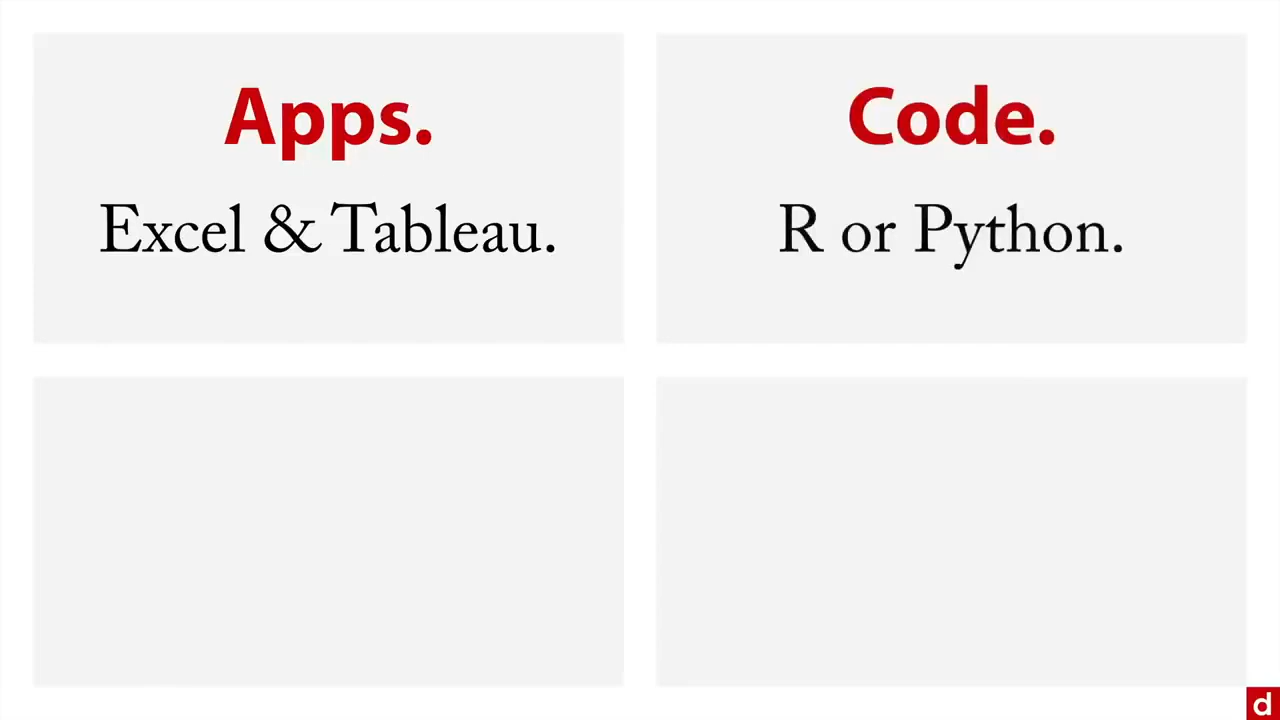 Apps.
Excel & Tableau.
Code.
R or Python.
d